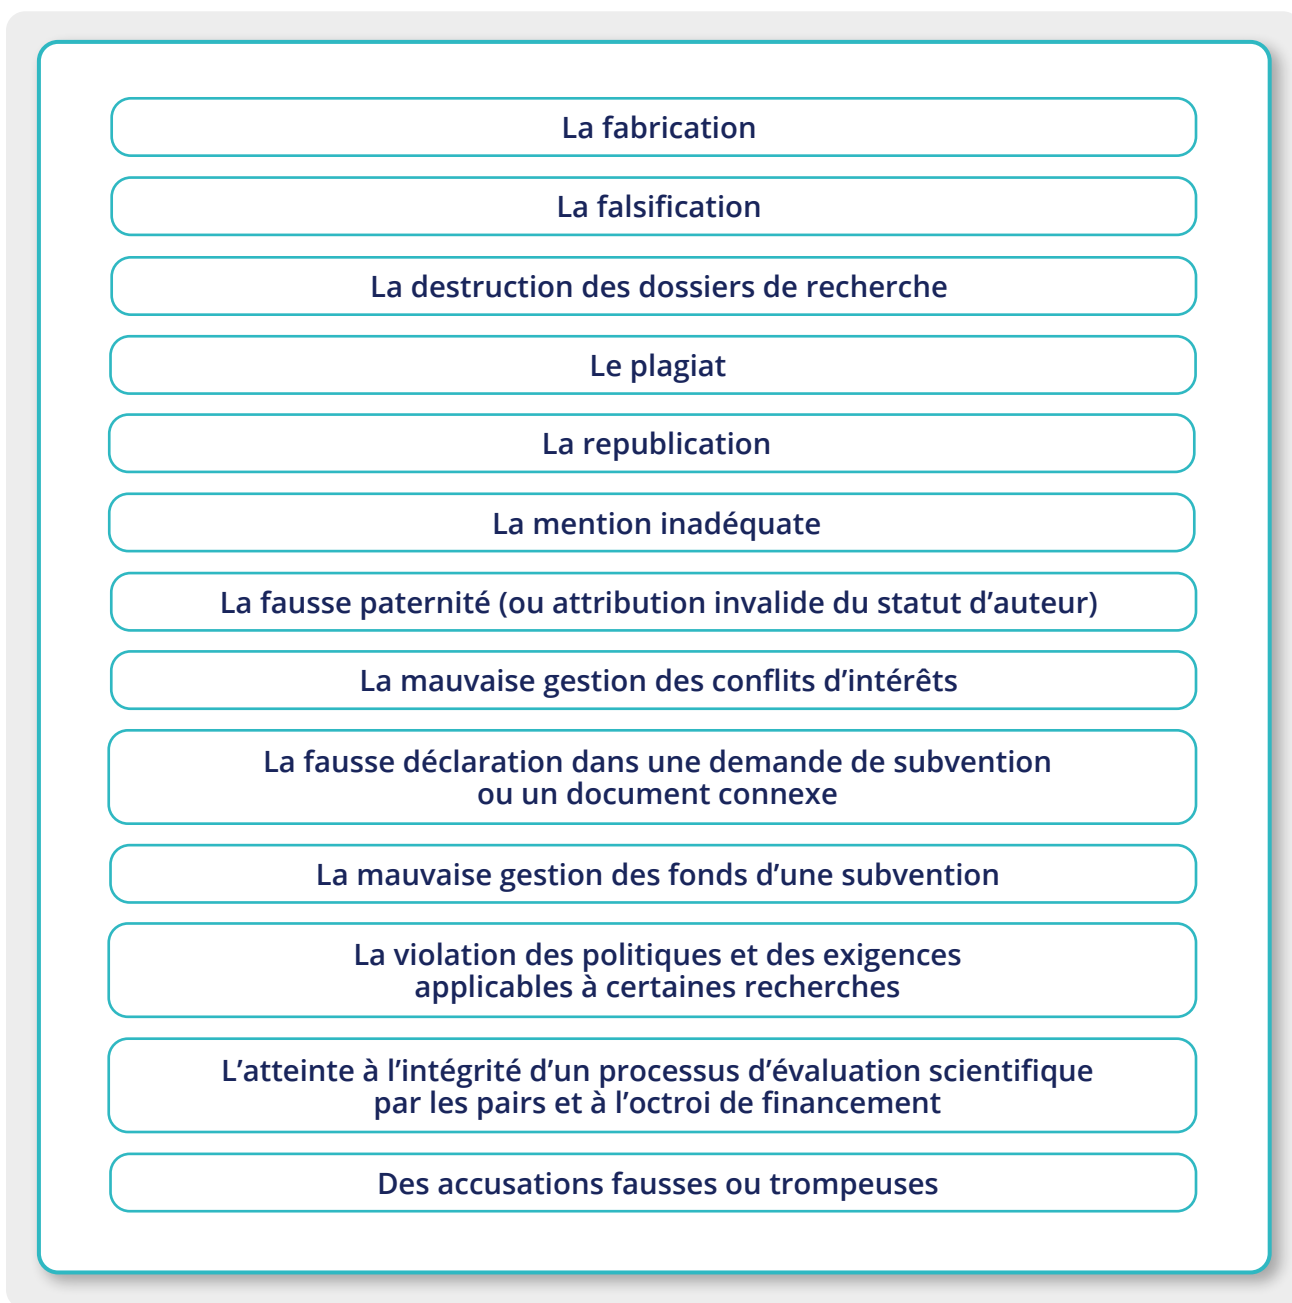 La fabrication
La falsification
La destruction des dossiers de recherche
Le plagiat
La republication
La mention inadéquate
La fausse paternité (ou attribution invalide du statut d’auteur)
La mauvaise gestion des conflits d’intérêts
La fausse déclaration dans une demande de subvention
ou un document connexe
La mauvaise gestion des fonds d’une subvention
La violation des politiques et des exigences
applicables à certaines recherches
L’atteinte à l’intégrité d’un processus d’évaluation scientifique
par les pairs et à l’octroi de financement
Des accusations fausses ou trompeuses